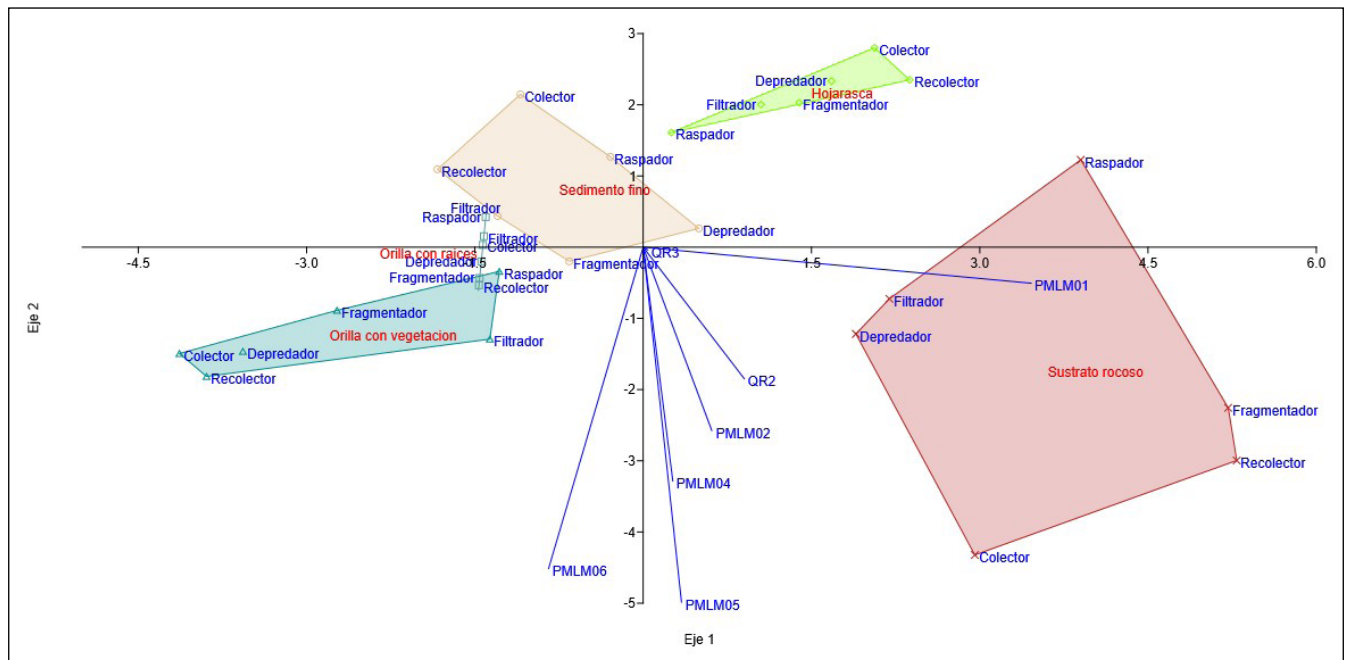 3
Colector
Depredador
Recolector
Hojarasca
Colector
2
Filtrador
Fragmentador
Raspador
Raspador
Raspador
1
Recolector
Sedimento fino
Filtrador
Raspador
Depredador
Filtrador
Colector
Orilla con raices
QR3
-4.5
-3.0
-1.5
1.5
3.0
4.5
6.0
Depredador
Fragmentador
Raspador
Fragmentador
Recolector
PMLM01
Filtrador
Fragmentador
-1
Depredador
Eje 2
Orilla con vegetacion
Filtrador
Colector
Depredador
Recolector
QR2
Sustrato rocoso
-2
Fragmentador
PMLM02
-3
Recolector
PMLM04
-4
Colector
PMLM06
-5
PMLM05
Eje 1